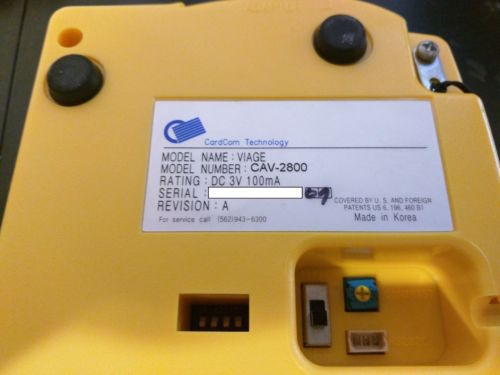 CardCom Technology
MODEL NAME : VIAGE
MODEL NUMBER: CAV-2800
RATING : DC 3V 100mA
SERIAL :
REVISION : A
COVERED BY U. S. AND FOREIGN
PATENTS US 6, 196, 460 B1
For service call (562)943-6300
Made in Korea